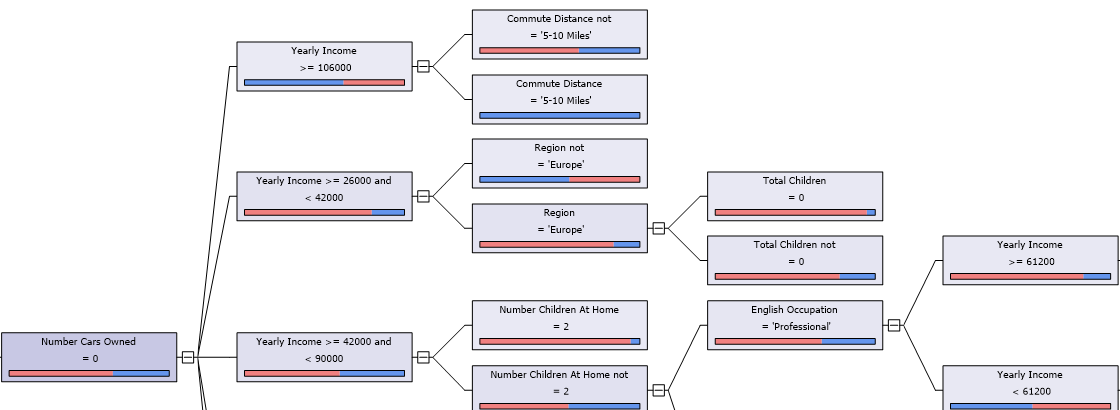 Commute Distance not
= '5-10 Miles'
Yearly Income
>= 106000
Commute Distance
= '5-10 Miles'
Region not
= 'Europe'
Yearly Income >= 26000 and
< 42000
Total Children
= 0
Region
= 'Europe'
Total Children not
= 0
Yearly Income
>= 61200
Number Children At Home
= 2
English Occupation
= 'Professional'
Number Cars Owned
= 0
Yearly Income >= 42000 and
< 90000
Number Children At Home not
= 2
Yearly Income
< 61200